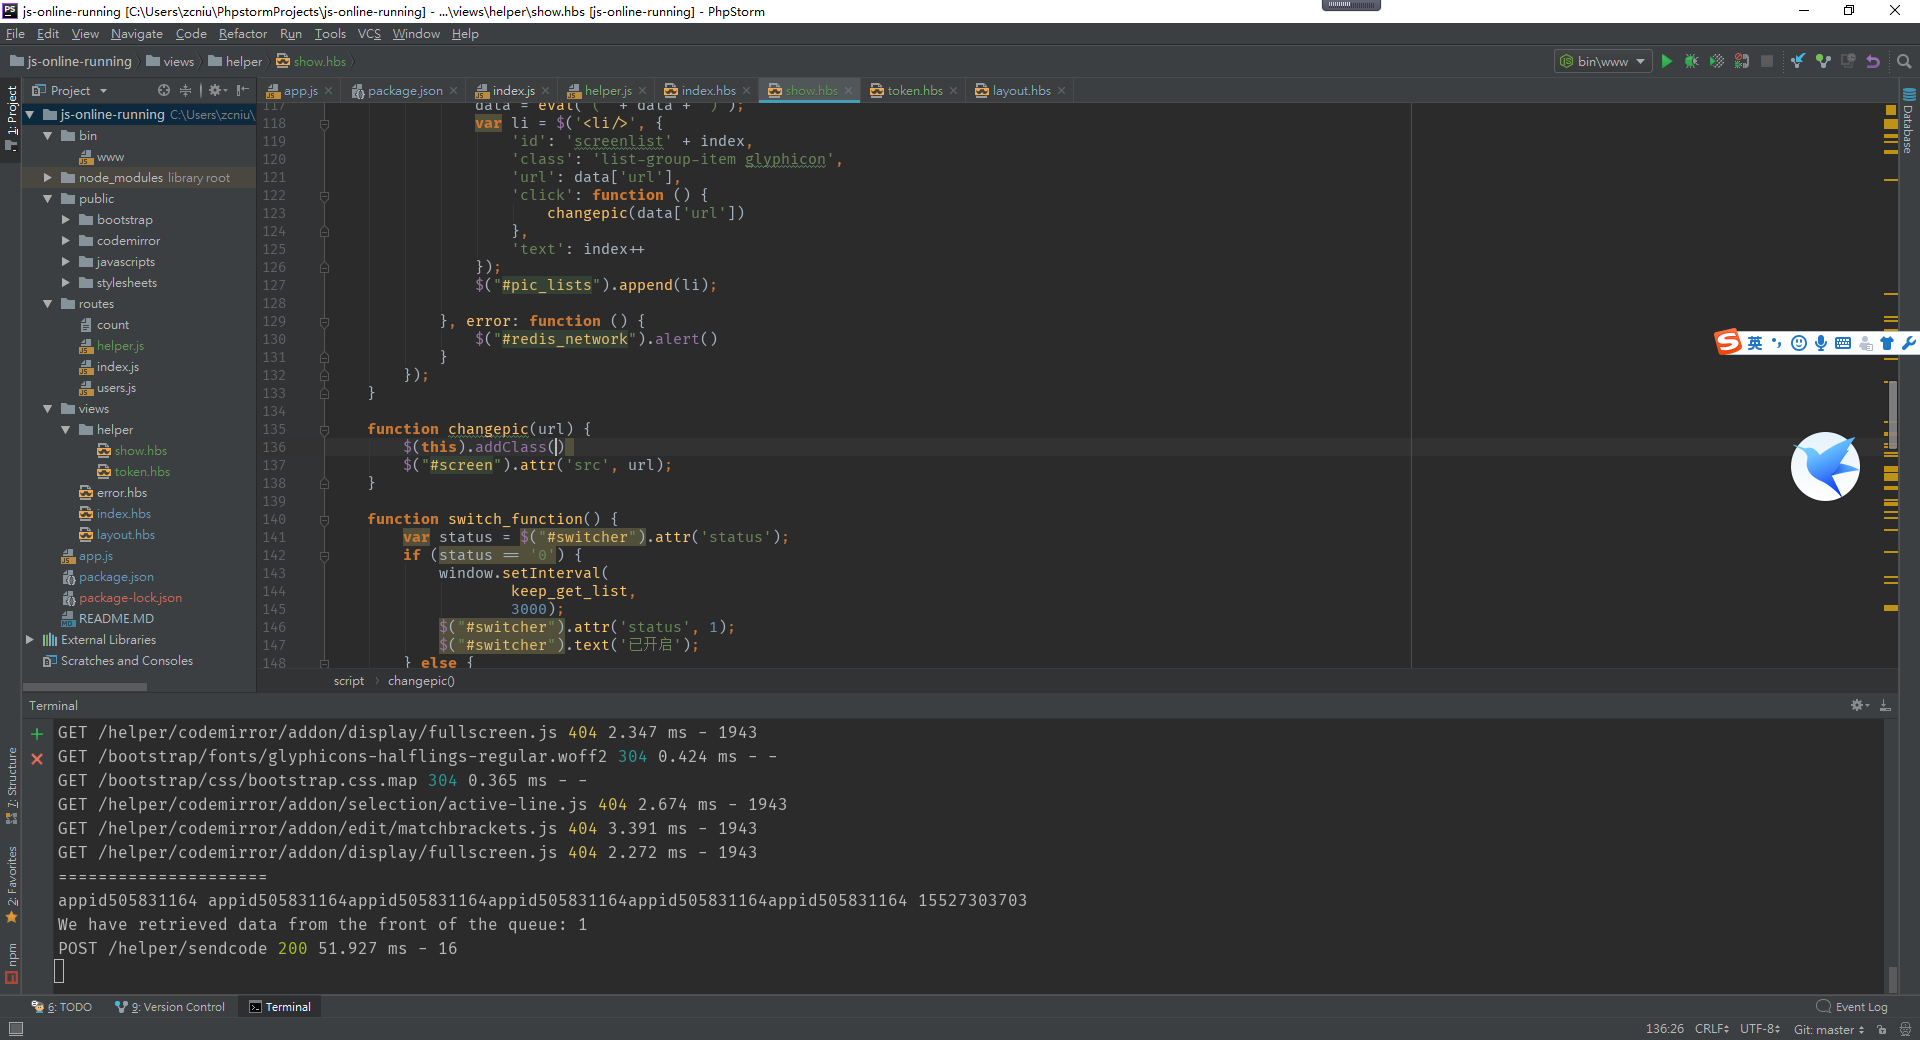 js-online-running [C:\Users\zcniu\PhpstormProjects\js-online-running] - ...\views\helper\show.hbs [js-online-running] - PhpStorm
File Edit View Navigate Code Refactor Run Tools VCS Window Help
js-online-running views helper show.hbs
bin\www
Project
app.js package.json index.js helper.js index.hbs show.hbs token.hbs layout.hbs
1: Project
7: Structure
2: Favorites
npm
Database
js-online-running C:\Users\zcniu\
bin
www
node_modules library root
public
bootstrap
codemirror
javascripts
stylesheets
routes
count
helper.js
index.js
users.js
views
helper
show.hbs
token.hbs
error.hbs
index.hbs
layout.hbs
app.js
package.json
package-lock.json
README.MD
External Libraries
Scratches and Consoles
117 data = eval("(" + data + ")");
118 var li = $('<li/>', {
119 'id': 'screenlist' + index,
120 'class': 'list-group-item glyphicon',
121 'url': data['url'],
122 'click': function () {
123 changepic(data['url'])
124 },
125 'text': index++
126 });
127 $("#pic_lists").append(li);
128
129 }, error: function () {
130 $("#redis_network").alert()
131 }
132 });
133 }
134
135 function changepic(url) {
136 $(this).addClass()
137 $("#screen").attr('src', url);
138 }
139
140 function switch_function() {
141 var status = $("#switcher").attr('status');
142 if (status == '0') {
143 window.setInterval(
144 keep_get_list,
145 3000);
146 $("#switcher").attr('status', 1);
147 $("#switcher").text('已开启');
148 } else {
script changepic()
英
Terminal
GET /helper/codemirror/addon/display/fullscreen.js 404 2.347 ms - 1943
GET /bootstrap/fonts/glyphicons-halflings-regular.woff2 304 0.424 ms - -
GET /bootstrap/css/bootstrap.css.map 304 0.365 ms - -
GET /helper/codemirror/addon/selection/active-line.js 404 2.674 ms - 1943
GET /helper/codemirror/addon/edit/matchbrackets.js 404 3.391 ms - 1943
GET /helper/codemirror/addon/display/fullscreen.js 404 2.272 ms - 1943
=====================
appid505831164 appid505831164appid505831164appid505831164appid505831164appid505831164 15527303703
We have retrieved data from the front of the queue: 1
POST /helper/sendcode 200 51.927 ms - 16
6: TODO 9: Version Control Terminal Event Log
136:26 CRLF UTF-8 Git: master